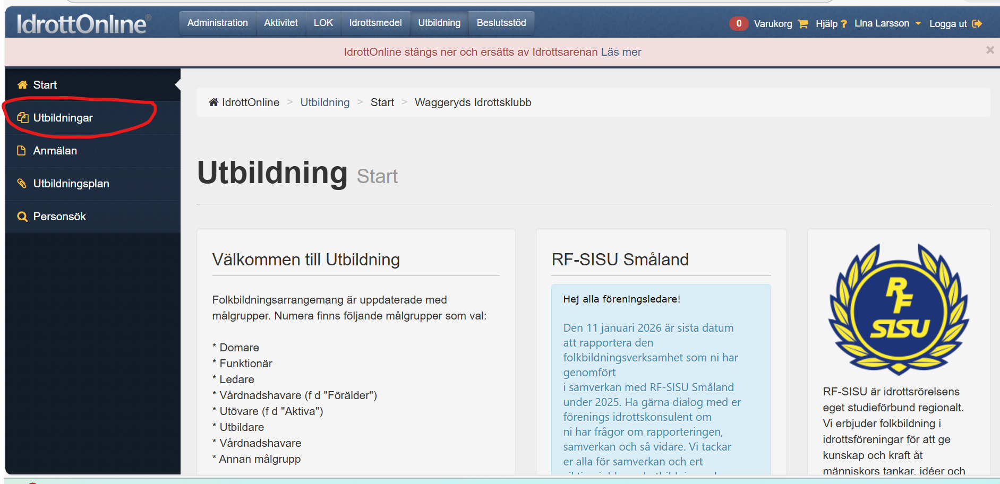 IdrottOnline®
Administration
Aktivitet
LOK
Idrottsmedel
Utbildning
Beslutsstöd
0 Varukorg
Hjälp ?
Lina Larsson
Logga ut
IdrottOnline stängs ner och ersätts av Idrottsarenan Läs mer
×
Start
Utbildningar
Anmälan
Utbildningsplan
Personsök
IdrottOnline > Utbildning > Start > Waggeryds Idrottsklubb
Utbildning Start
Välkommen till Utbildning
Folkbildningsarrangemang är uppdaterade med
målgrupper. Numera finns följande målgrupper som val:
* Domare
* Funktionär
* Ledare
* Vårdnadshavare (f d "Förälder")
* Utövare (f d "Aktiva")
* Utbildare
* Vårdnadshavare
* Annan målgrupp
RF-SISU Småland
Hej alla föreningsledare!
Den 11 januari 2026 är sista datum
att rapportera den
folkbildningsverksamhet som ni har
genomfört
i samverkan med RF-SISU Småland
under 2025. Ha gärna dialog med er
förenings idrottskonsulent om
ni har frågor om rapporteringen,
samverkan och så vidare. Vi tackar
er alla för samverkan och ert
RF
SISU
RF-SISU är idrottsrörelsens
eget studieförbund regionalt.
Vi erbjuder folkbildning i
idrottsföreningar för att ge
kunskap och kraft åt
människors tankar, idéer och